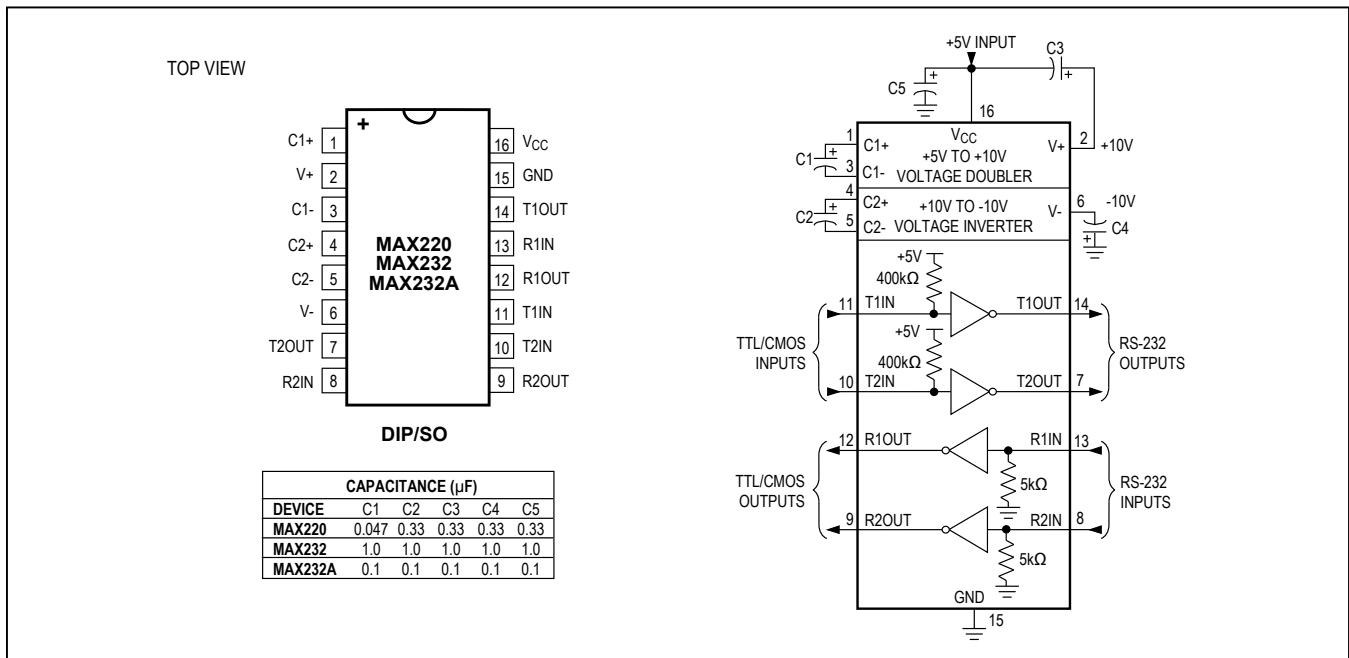 TOP VIEW
+
C1+ 1
V+ 2
C1- 3
C2+ 4
C2- 5
V- 6
T2OUT 7
R2IN 8
16 VCC
15 GND
14 T1OUT
13 R1IN
12 R1OUT
11 T1IN
10 T2IN
9 R2OUT
MAX220
MAX232
MAX232A
DIP/SO
CAPACITANCE (µF)
DEVICE C1 C2 C3 C4 C5
MAX220 0.047 0.33 0.33 0.33 0.33
MAX232 1.0 1.0 1.0 1.0 1.0
MAX232A 0.1 0.1 0.1 0.1 0.1
+5V INPUT
C3
+
C5
+
16
VCC
1
C1+
C1
+
3
C1-
+5V TO +10V
VOLTAGE DOUBLER
V+
2
+10V
4
C2+
C2
+
5
C2-
+10V TO -10V
VOLTAGE INVERTER
V-
6
-10V
C4
+
+5V
400kΩ
11 T1IN
T1OUT 14
+5V
400kΩ
10 T2IN
T2OUT 7
TTL/CMOS
INPUTS
RS-232
OUTPUTS
12 R1OUT
R1IN 13
5kΩ
9 R2OUT
R2IN 8
5kΩ
TTL/CMOS
OUTPUTS
RS-232
INPUTS
GND
15